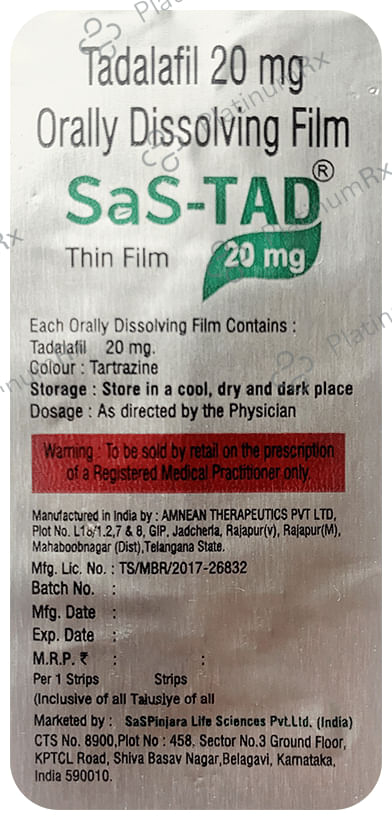 Tadalafil 20 mg
Orally Dissolving Film
SaS-TAD®
Thin Film
20 mg
Each Orally Dissolving Film Contains :
Tadalafil 20 mg.
Colour : Tartrazine
Storage : Store in a cool, dry and dark place
Dosage : As directed by the Physician
Warning : To be sold by retail on the prescription
of a Registered Medical Practitioner only.
Manufactured in India by : AMNEAN THERAPEUTICS PVT LTD,
Plot No. 1.2,7 & 8, GIP, Jadcherla, Rajapur(v), Rajapur(M),
Mahaboobnagar (Dist),Telangana State.
Mfg. Lic. No. : TS/MBR/2017-26832
Batch No. :
Mfg. Date :
Exp. Date :
M.R.P. ₹ : :
Per 1 Strips Strips
(Inclusive of all Talusiye of all
Marketed by : SaSPinjara Life Sciences Pvt.Ltd. (India)
CTS No. 8900,Plot No : 458, Sector No.3 Ground Floor,
KPTCL Road, Shiva Basav Nagar,Belagavi, Karnataka,
India 590010.
PlatinumRx
PlatinumRx
PlatinumRx